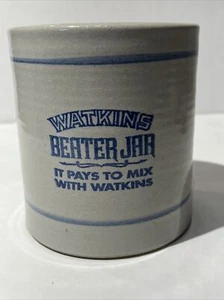 WATKINS
BEATER JAR
IT PAYS TO MIX
WITH WATKINS